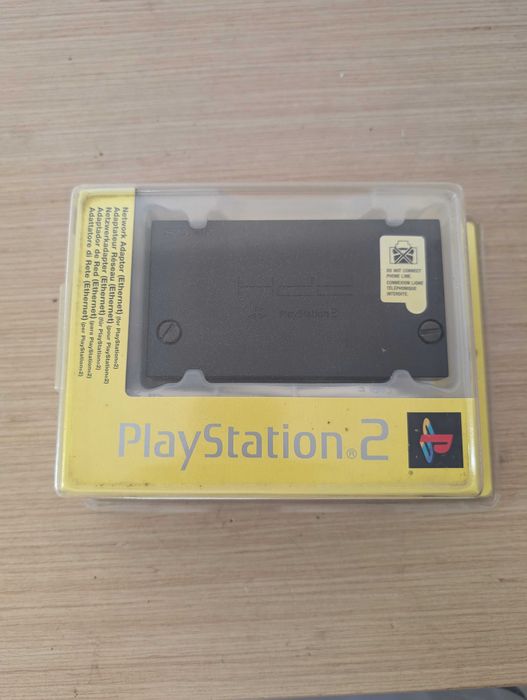 Network Adaptor (Ethernet) (for PlayStation®2)
Adaptateur Réseau (Ethernet) (pour PlayStation®2)
Netzwerkadapter (Ethernet) (für PlayStation®2)
Adaptador de Red (Ethernet) (para PlayStation®2)
Adattatore di Rete (Ethernet) (per PlayStation®2)
DO NOT CONNECT
PHONE LINE.
CONNEXION LIGNE
TÉLÉPHONIQUE
INTERDITE.
PlayStation 2
PlayStation®2